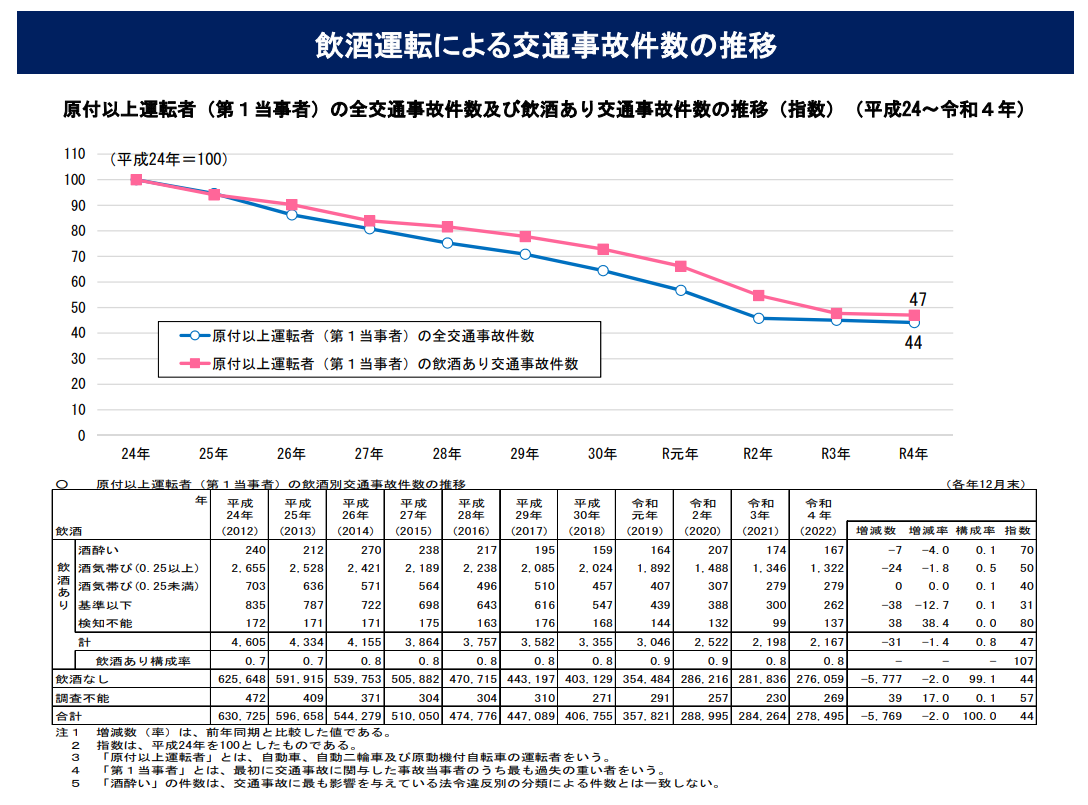 飲酒運転による交通事故件数の推移
原付以上運転者（第１当事者）の全交通事故件数及び飲酒あり交通事故件数の推移（指数）（平成24～令和４年）
（平成24年＝100）
110
100
90
80
70
60
50
40
30
20
10
0
47
44
原付以上運転者（第１当事者）の全交通事故件数
原付以上運転者（第１当事者）の飲酒あり交通事故件数
24年 25年 26年 27年 28年 29年 30年 R元年 R2年 R3年 R4年
○ 原付以上運転者（第１当事者）の飲酒別交通事故件数の推移 （各年12月末）
年 平成 平成 平成 平成 平成 平成 平成 令和 令和 令和 令和
24年 25年 26年 27年 28年 29年 30年 元年 2年 3年 ４年
飲酒 (2012) (2013) (2014) (2015) (2016) (2017) (2018) (2019) (2020) (2021) (2022) 増減数 増減率 構成率 指数
飲酒あり
酒酔い 240 212 270 238 217 195 159 164 207 174 167 -7 -4.0 0.1 70
酒気帯び(0.25以上) 2,655 2,528 2,421 2,189 2,238 2,085 2,024 1,892 1,488 1,346 1,322 -24 -1.8 0.5 50
酒気帯び(0.25未満) 703 636 571 564 496 510 457 407 307 279 279 0 0.0 0.1 40
基準以下 835 787 722 698 643 616 547 439 388 300 262 -38 -12.7 0.1 31
検知不能 172 171 171 175 163 176 168 144 132 99 137 38 38.4 0.0 80
計 4,605 4,334 4,155 3,864 3,757 3,582 3,355 3,046 2,522 2,198 2,167 -31 -1.4 0.8 47
飲酒あり構成率 0.7 0.7 0.8 0.8 0.8 0.8 0.8 0.9 0.9 0.8 0.8 - - - 107
飲酒なし 625,648 591,915 539,753 505,882 470,715 443,197 403,129 354,484 286,216 281,836 276,059 -5,777 -2.0 99.1 44
調査不能 472 409 371 304 304 310 271 291 257 230 269 39 17.0 0.1 57
合計 630,725 596,658 544,279 510,050 474,776 447,089 406,755 357,821 288,995 284,264 278,495 -5,769 -2.0 100.0 44
注１ 増減数（率）は、前年同期と比較した値である。
２ 指数は、平成24年を100としたものである。
３ 「原付以上運転者」とは、自動車、自動二輪車及び原動機付自転車の運転者をいう。
４ 「第１当事者」とは、最初に交通事故に関与した事故当事者のうち最も過失の重い者をいう。
５ 「酒酔い」の件数は、交通事故に最も影響を与えている法令違反別の分類による件数とは一致しない。